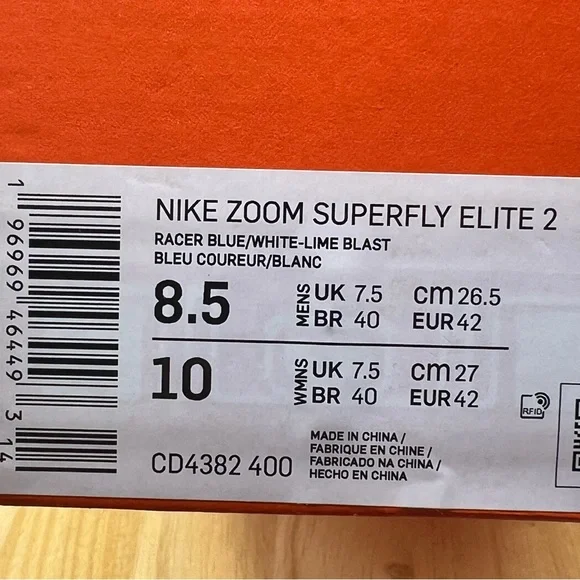 NIKE ZOOM SUPERFLY ELITE 2
RACER BLUE/WHITE-LIME BLAST
BLEU COUREUR/BLANC
8.5 MENS UK 7.5 cm 26.5
BR 40 EUR 42
10 WMNS UK 7.5 cm 27
BR 40 EUR 42
RFID
CD4382 400
MADE IN CHINA /
FABRIQUE EN CHINE /
FABRICADO NA CHINA /
HECHO EN CHINA
1 96969 46449 3 14